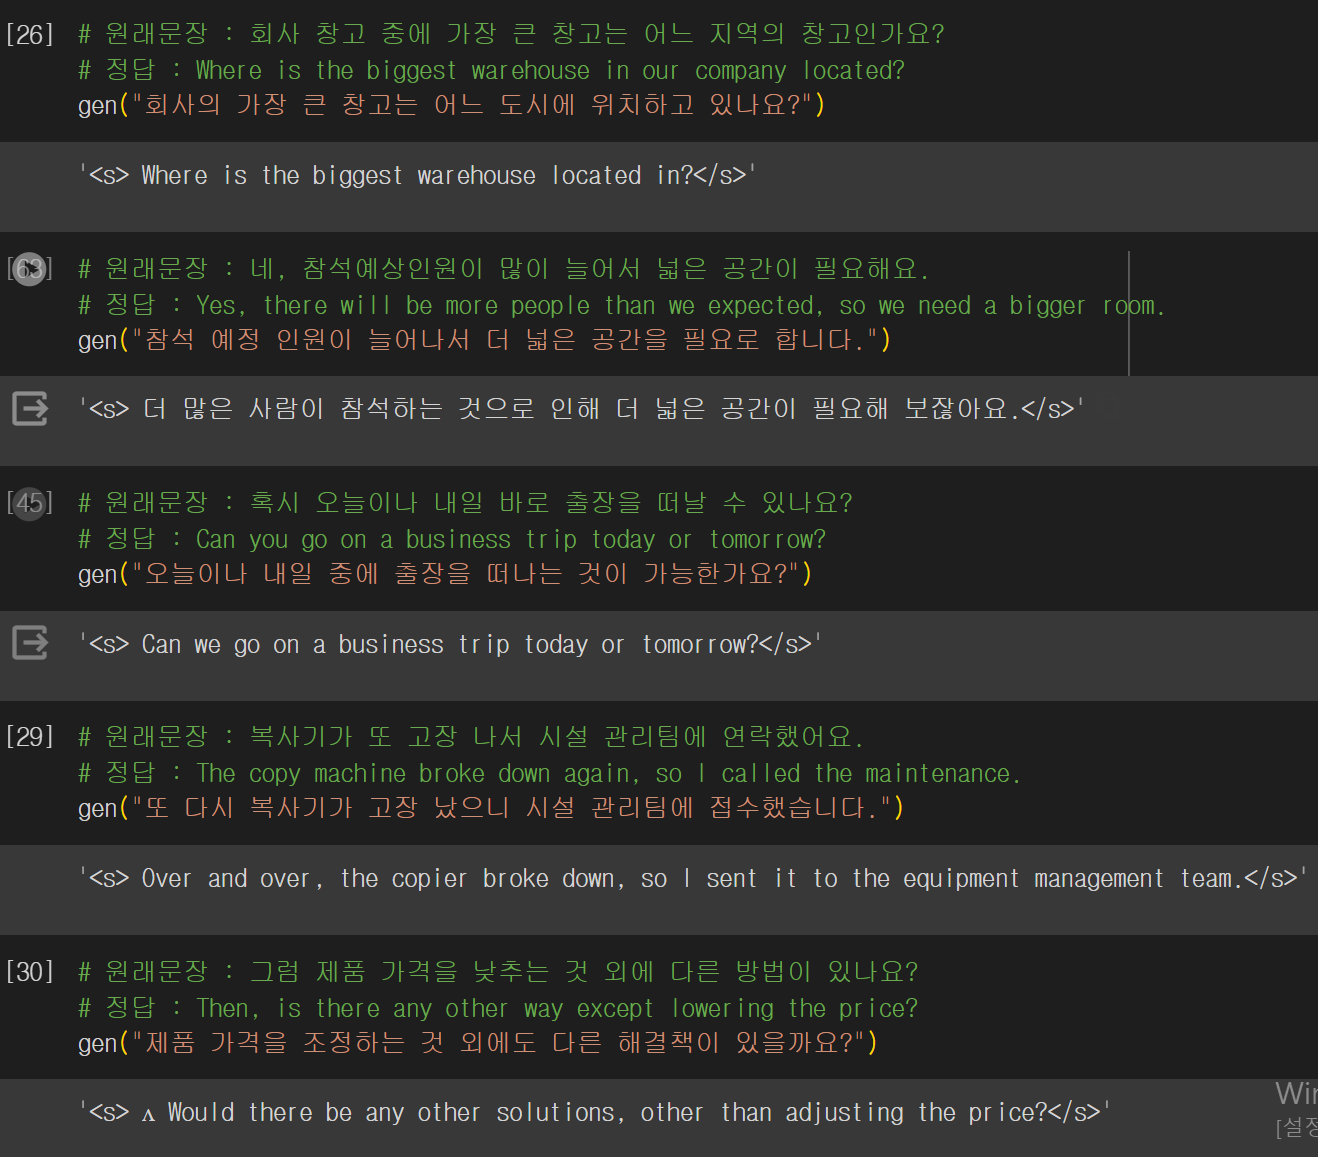 [26] # 원래문장 : 회사 창고 중에 가장 큰 창고는 어느 지역의 창고인가요?
# 정답 : Where is the biggest warehouse in our company located?
gen("회사의 가장 큰 창고는 어느 도시에 위치하고 있나요?")
'<s> Where is the biggest warehouse located in?</s>'
[63] # 원래문장 : 네, 참석예상인원이 많이 늘어서 넓은 공간이 필요해요.
# 정답 : Yes, there will be more people than we expected, so we need a bigger room.
gen("참석 예정 인원이 늘어나서 더 넓은 공간을 필요로 합니다.")
'<s> 더 많은 사람이 참석하는 것으로 인해 더 넓은 공간이 필요해 보잖아요.</s>'
[45] # 원래문장 : 혹시 오늘이나 내일 바로 출장을 떠날 수 있나요?
# 정답 : Can you go on a business trip today or tomorrow?
gen("오늘이나 내일 중에 출장을 떠나는 것이 가능한가요?")
'<s> Can we go on a business trip today or tomorrow?</s>'
[29] # 원래문장 : 복사기가 또 고장 나서 시설 관리팀에 연락했어요.
# 정답 : The copy machine broke down again, so I called the maintenance.
gen("또 다시 복사기가 고장 났으니 시설 관리팀에 접수했습니다.")
'<s> Over and over, the copier broke down, so I sent it to the equipment management team.</s>'
[30] # 원래문장 : 그럼 제품 가격을 낮추는 것 외에 다른 방법이 있나요?
# 정답 : Then, is there any other way except lowering the price?
gen("제품 가격을 조정하는 것 외에도 다른 해결책이 있을까요?")
'<s> ᴧ Would there be any other solutions, other than adjusting the price?</s>'